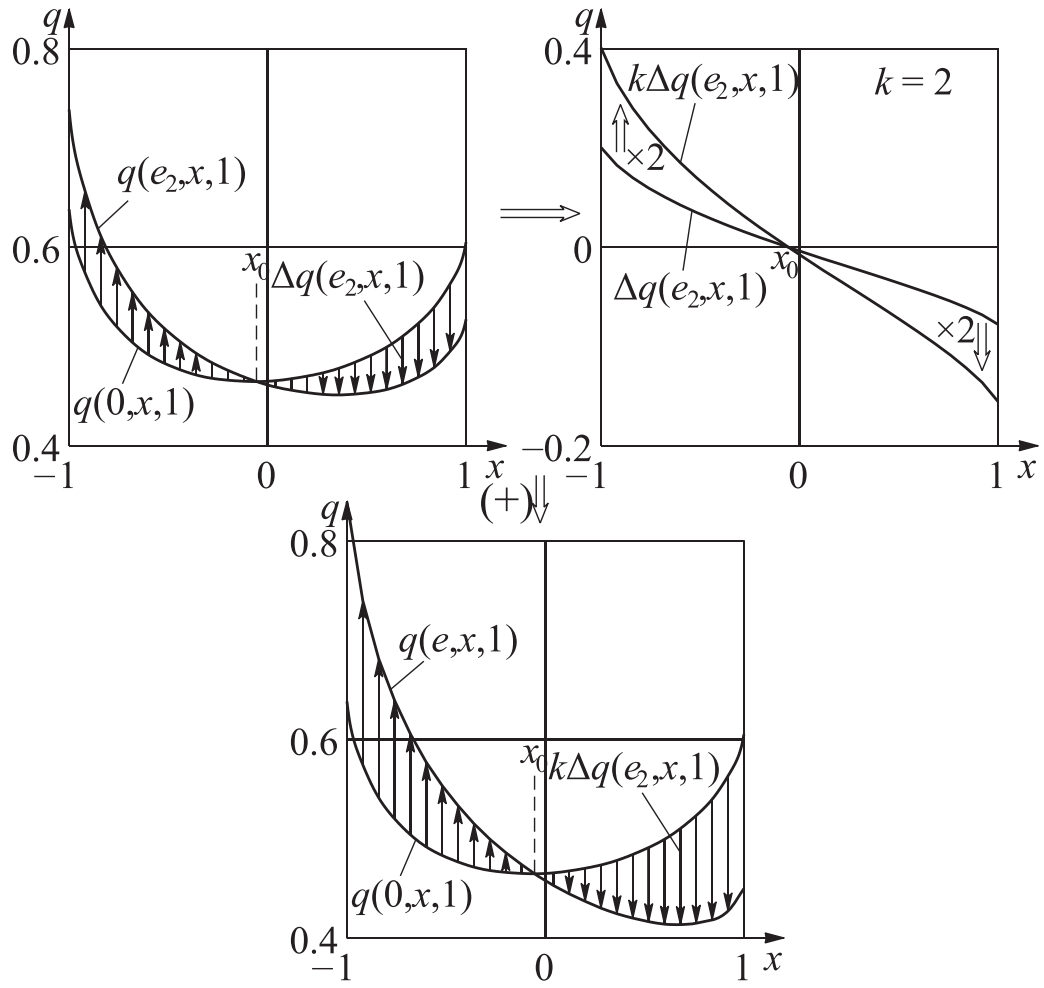 q
0.8
q(e₂,x,1)
0.6
x₀
Δq(e₂,x,1)
q(0,x,1)
0.4
−1
0
1
x
q
0.4
kΔq(e₂,x,1)
k = 2
×2
0
x₀
Δq(e₂,x,1)
×2
−0.2
−1
0
1
x
(+)
q
0.8
q(e,x,1)
0.6
x₀
kΔq(e₂,x,1)
q(0,x,1)
0.4
−1
0
1
x